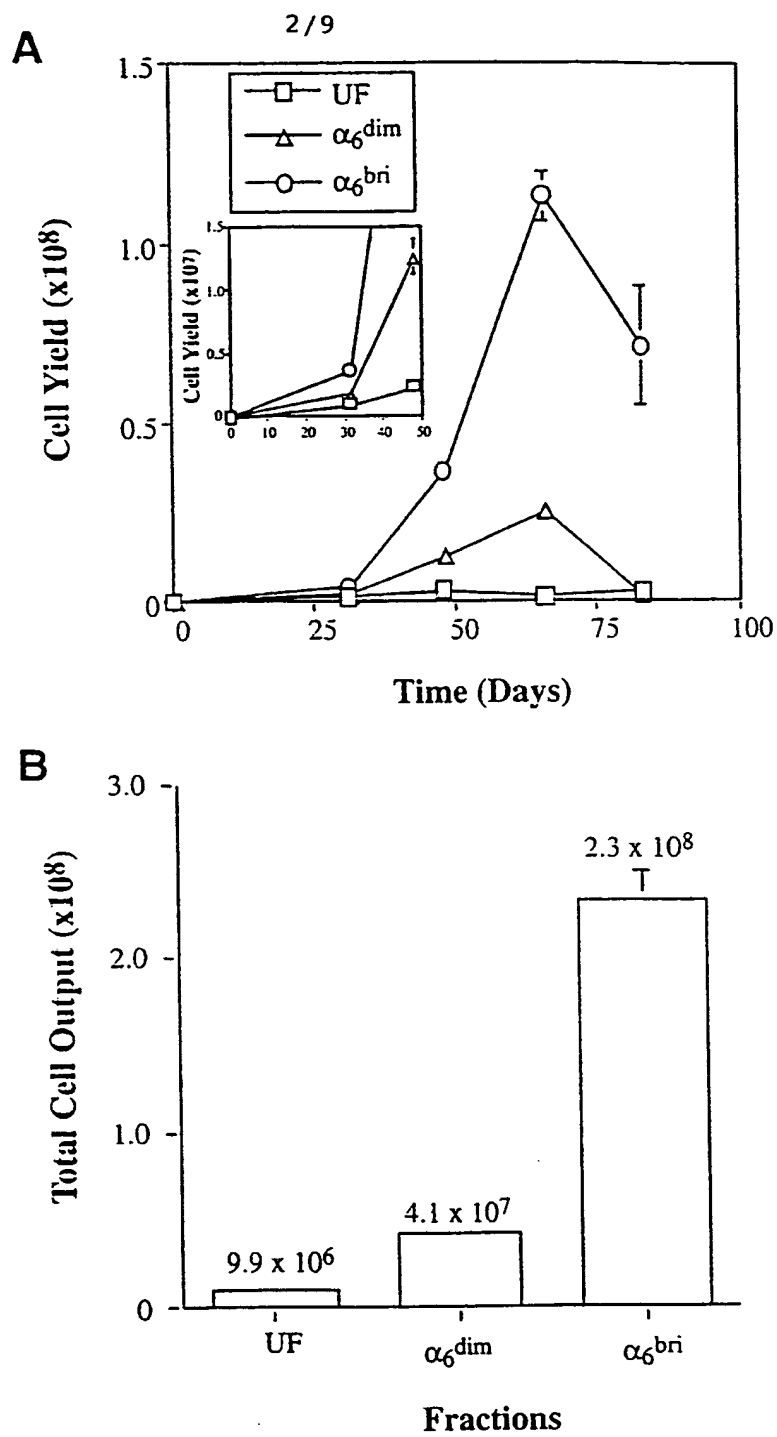 2/9
A
UF
α₆ᵈⁱᵐ
α₆ᵇʳⁱ
Cell Yield (x10⁸)
1.5
1.0
0.5
0
0 25 50 75 100
Time (Days)
Cell Yield (x10⁷)
1.5
1.0
0.5
0
0 10 20 30 40 50
B
Total Cell Output (x10⁸)
3.0
2.0
1.0
0
9.9 x 10⁶
4.1 x 10⁷
2.3 x 10⁸
UF α₆ᵈⁱᵐ α₆ᵇʳⁱ
Fractions